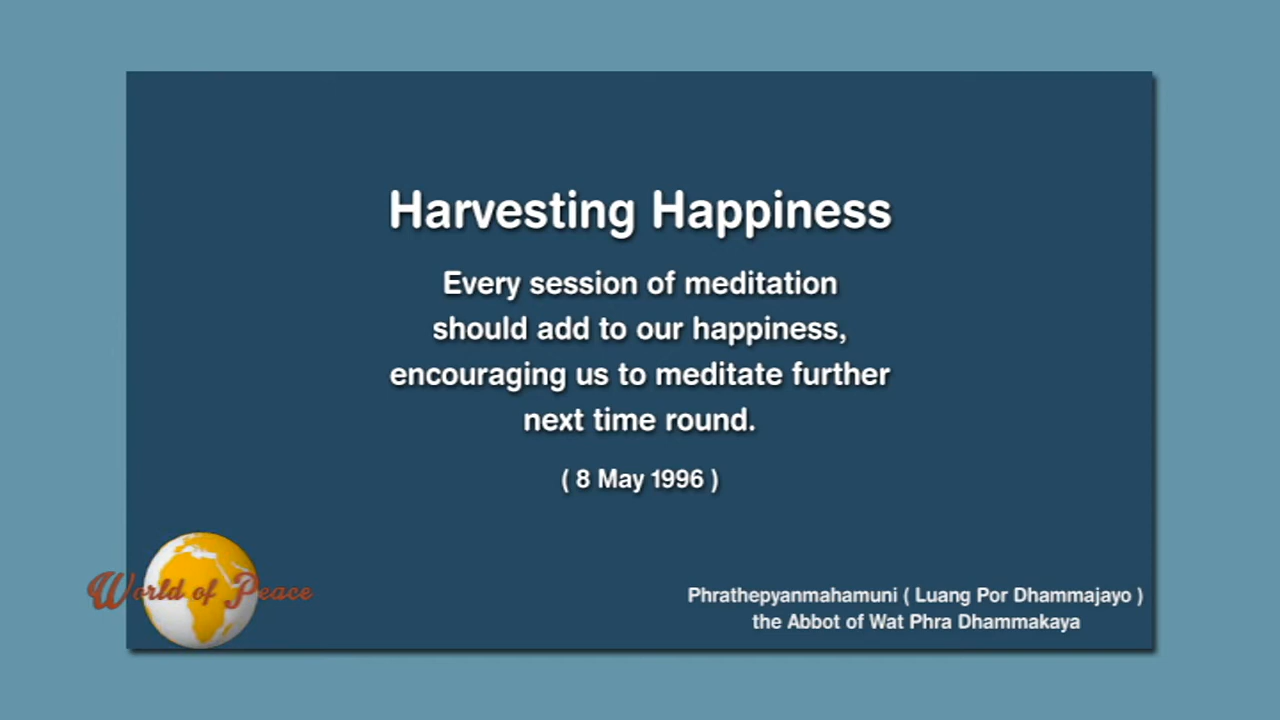 Harvesting Happiness
Every session of meditation
should add to our happiness,
encouraging us to meditate further
next time round.
( 8 May 1996 )
World of Peace
Phrathepyanmahamuni ( Luang Por Dhammajayo )
the Abbot of Wat Phra Dhammakaya